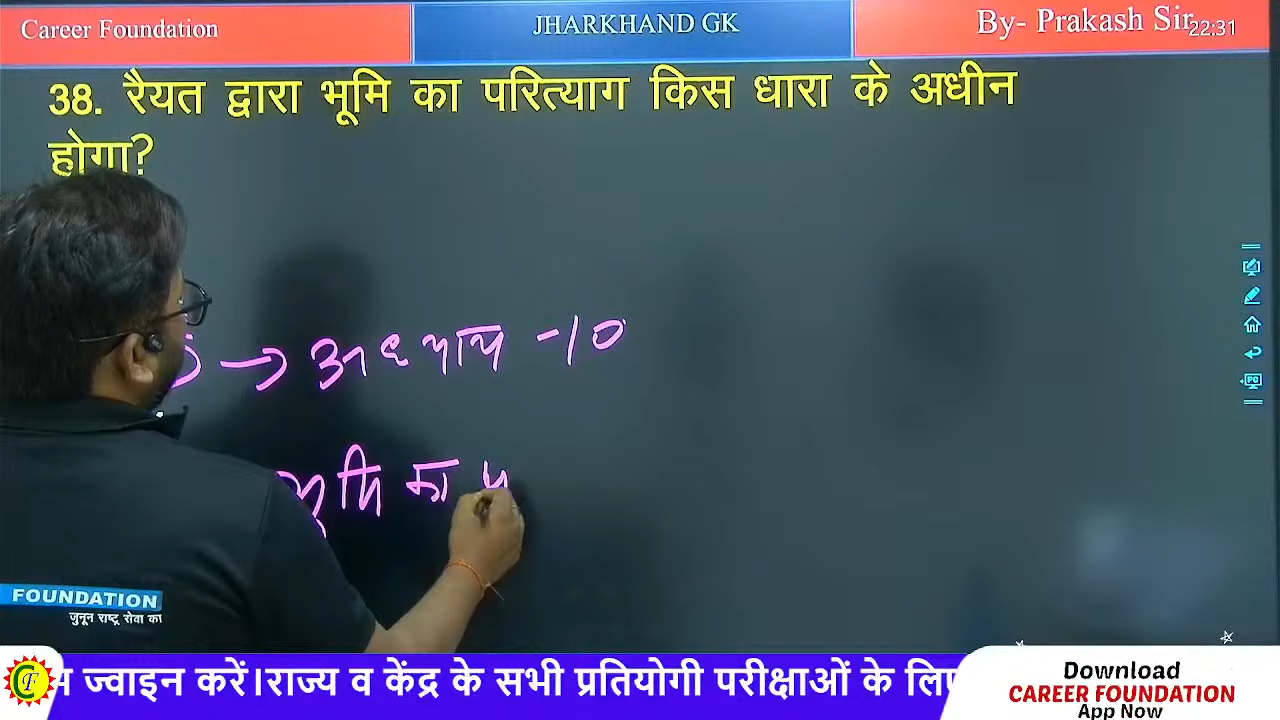 Career Foundation
JHARKHAND GK
By- Prakash Sir
22:31
38. रैयत द्वारा भूमि का परित्याग किस धारा के अधीन
होगा?
→ अध्याय -10
भूमि का प
FOUNDATION
जुनून राष्ट्र सेवा का
ज्वाइन करें।राज्य व केंद्र के सभी प्रतियोगी परीक्षाओं के
Download
CAREER FOUNDATION
App Now